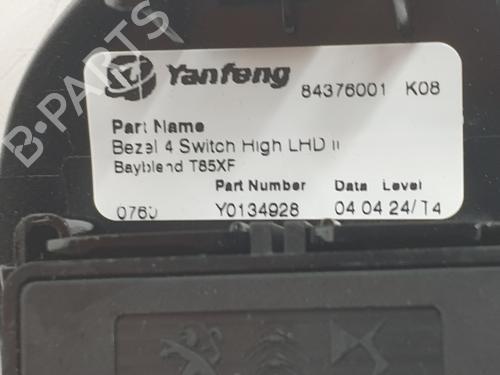 Yanfeng 84376001 K08
Part Name
Bezel 4 Switch High LHD II
Bayblend T85XF
Part Number Data Level
0760 Y0134928 04 04 24/14
B-PARTS